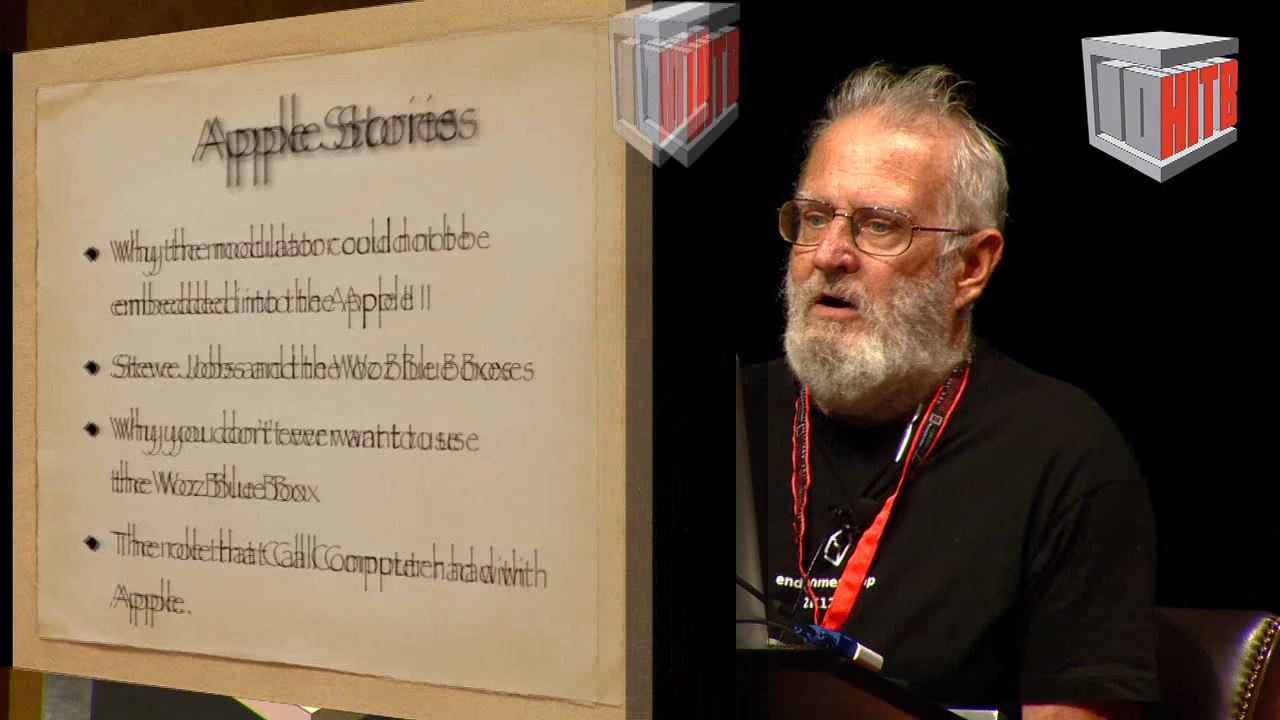 Apple Stories
HITB
Why the modulator could not be
embedded into the Apple II
Steve Jobs and the Woz Blue Boxes
Why you don't ever want to use
the Woz Blue Box
The role that Call Computer had with
Apple.